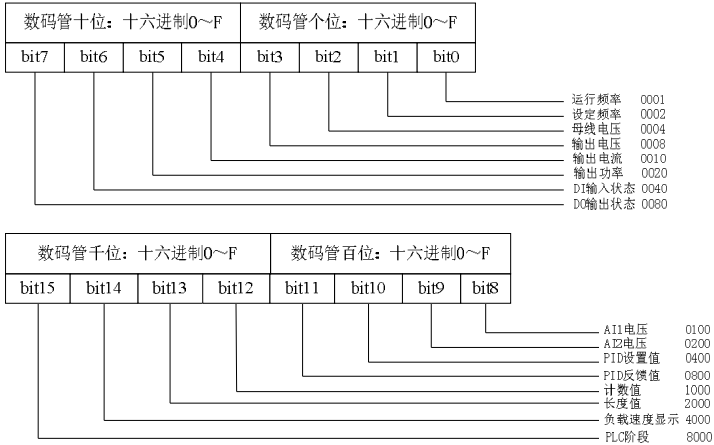 数码管十位：十六进制0～F 数码管个位：十六进制0～F
bit7 bit6 bit5 bit4 bit3 bit2 bit1 bit0
运行频率 0001
设定频率 0002
母线电压 0004
输出电压 0008
输出电流 0010
输出功率 0020
DI输入状态 0040
DO输出状态 0080
数码管千位：十六进制0～F 数码管百位：十六进制0～F
bit15 bit14 bit13 bit12 bit11 bit10 bit9 bit8
AI1电压 0100
AI2电压 0200
PID设置值 0400
PID反馈值 0800
计数值 1000
长度值 2000
负载速度显示 4000
PLC阶段 8000